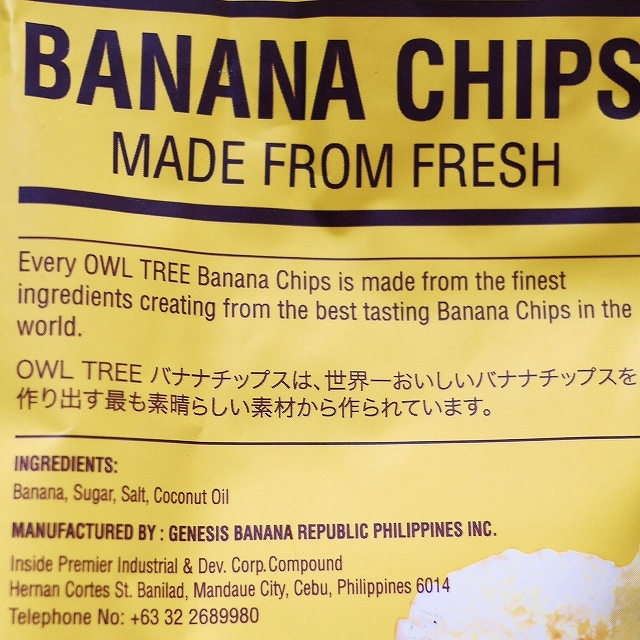 BANANA CHIPS
MADE FROM FRESH
Every OWL TREE Banana Chips is made from the finest
ingredients creating from the best tasting Banana Chips in the
world.
OWL TREE バナナチップスは、世界一おいしいバナナチップスを
作り出す最も素晴らしい素材から作られています。
INGREDIENTS:
Banana, Sugar, Salt, Coconut Oil
MANUFACTURED BY : GENESIS BANANA REPUBLIC PHILIPPINES INC.
Inside Premier Industrial & Dev. Corp.Compound
Hernan Cortes St. Banilad, Mandaue City, Cebu, Philippines 6014
Telephone No: +63 32 2689980